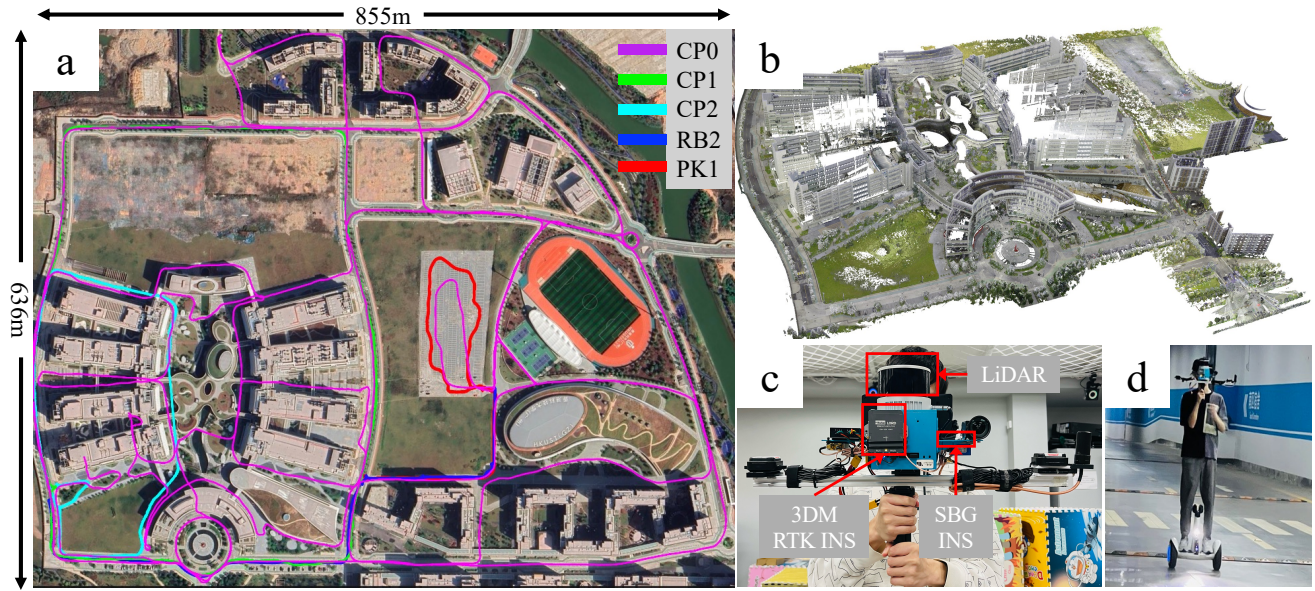 855m
636m
a
CP0
CP1
CP2
RB2
PK1
b
c
LiDAR
3DM
RTK INS
SBG
INS
d